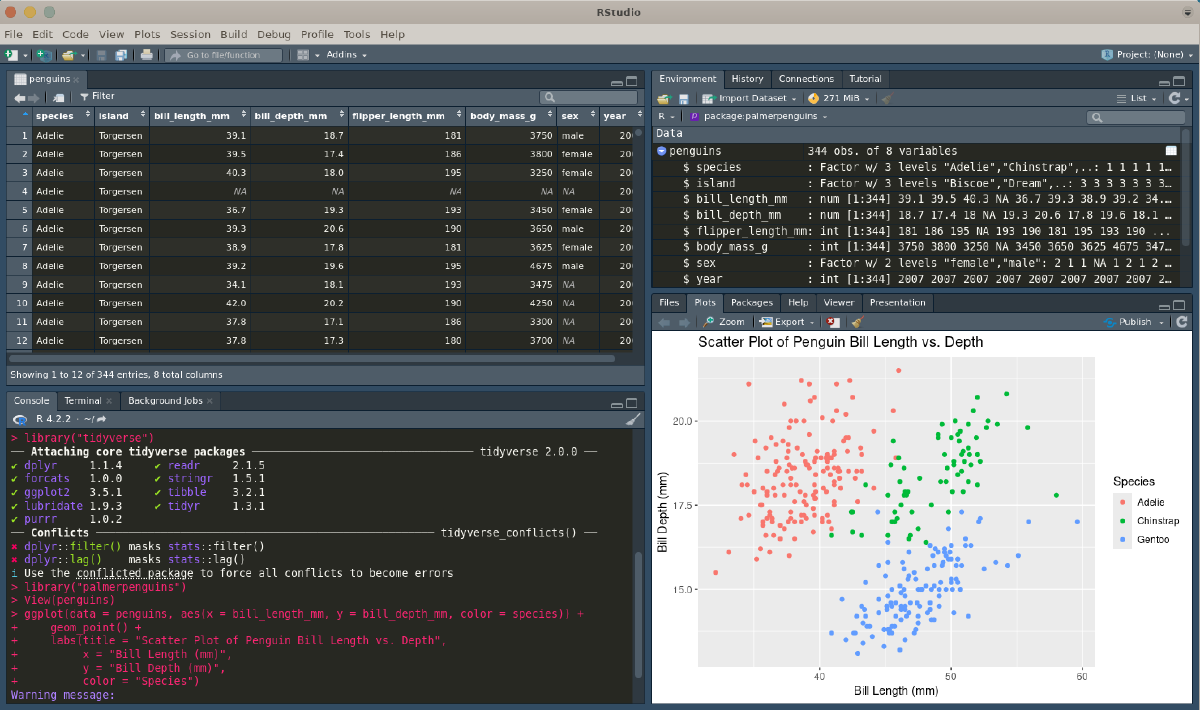 RStudio
File Edit Code View Plots Session Build Debug Profile Tools Help
Go to file/function Addins Project: (None)
penguins
Filter
species island bill_length_mm bill_depth_mm flipper_length_mm body_mass_g sex year
1 Adelie Torgersen 39.1 18.7 181 3750 male 20
2 Adelie Torgersen 39.5 17.4 186 3800 female 20
3 Adelie Torgersen 40.3 18.0 195 3250 female 20
4 Adelie Torgersen NA NA NA NA NA 20
5 Adelie Torgersen 36.7 19.3 193 3450 female 20
6 Adelie Torgersen 39.3 20.6 190 3650 male 20
7 Adelie Torgersen 38.9 17.8 181 3625 female 20
8 Adelie Torgersen 39.2 19.6 195 4675 male 20
9 Adelie Torgersen 34.1 18.1 193 3475 NA 20
10 Adelie Torgersen 42.0 20.2 190 4250 NA 20
11 Adelie Torgersen 37.8 17.1 186 3300 NA 20
12 Adelie Torgersen 37.8 17.3 180 3700 NA 20
Showing 1 to 12 of 344 entries, 8 total columns
Console Terminal Background Jobs
R 4.2.2 · ~/
> library("tidyverse")
── Attaching core tidyverse packages ── tidyverse 2.0.0 ──
✔ dplyr 1.1.4 ✔ readr 2.1.5
✔ forcats 1.0.0 ✔ stringr 1.5.1
✔ ggplot2 3.5.1 ✔ tibble 3.2.1
✔ lubridate 1.9.3 ✔ tidyr 1.3.1
✔ purrr 1.0.2
── Conflicts ── tidyverse_conflicts() ──
✖ dplyr::filter() masks stats::filter()
✖ dplyr::lag() masks stats::lag()
ℹ Use the conflicted package to force all conflicts to become errors
> library("palmerpenguins")
> View(penguins)
> ggplot(data = penguins, aes(x = bill_length_mm, y = bill_depth_mm, color = species)) +
+ geom_point() +
+ labs(title = "Scatter Plot of Penguin Bill Length vs. Depth",
+ x = "Bill Length (mm)",
+ y = "Bill Depth (mm)",
+ color = "Species")
Warning message:
Environment History Connections Tutorial
Import Dataset 271 MiB List
R package:palmerpenguins
Data
penguins 344 obs. of 8 variables
$ species : Factor w/ 3 levels "Adelie","Chinstrap",..: 1 1 1 1 1…
$ island : Factor w/ 3 levels "Biscoe","Dream",..: 3 3 3 3 3 3 3…
$ bill_length_mm : num [1:344] 39.1 39.5 40.3 NA 36.7 39.3 38.9 39.2 34.…
$ bill_depth_mm : num [1:344] 18.7 17.4 18 NA 19.3 20.6 17.8 19.6 18.1 …
$ flipper_length_mm: int [1:344] 181 186 195 NA 193 190 181 195 193 190 ...
$ body_mass_g : int [1:344] 3750 3800 3250 NA 3450 3650 3625 4675 347…
$ sex : Factor w/ 2 levels "female","male": 2 1 1 NA 1 2 1 2 …
$ year : int [1:344] 2007 2007 2007 2007 2007 2007 2007 2007 2…
Files Plots Packages Help Viewer Presentation
Zoom Export Publish
Scatter Plot of Penguin Bill Length vs. Depth
20.0
17.5
15.0
Bill Depth (mm)
40 50 60
Bill Length (mm)
Species
Adelie
Chinstrap
Gentoo